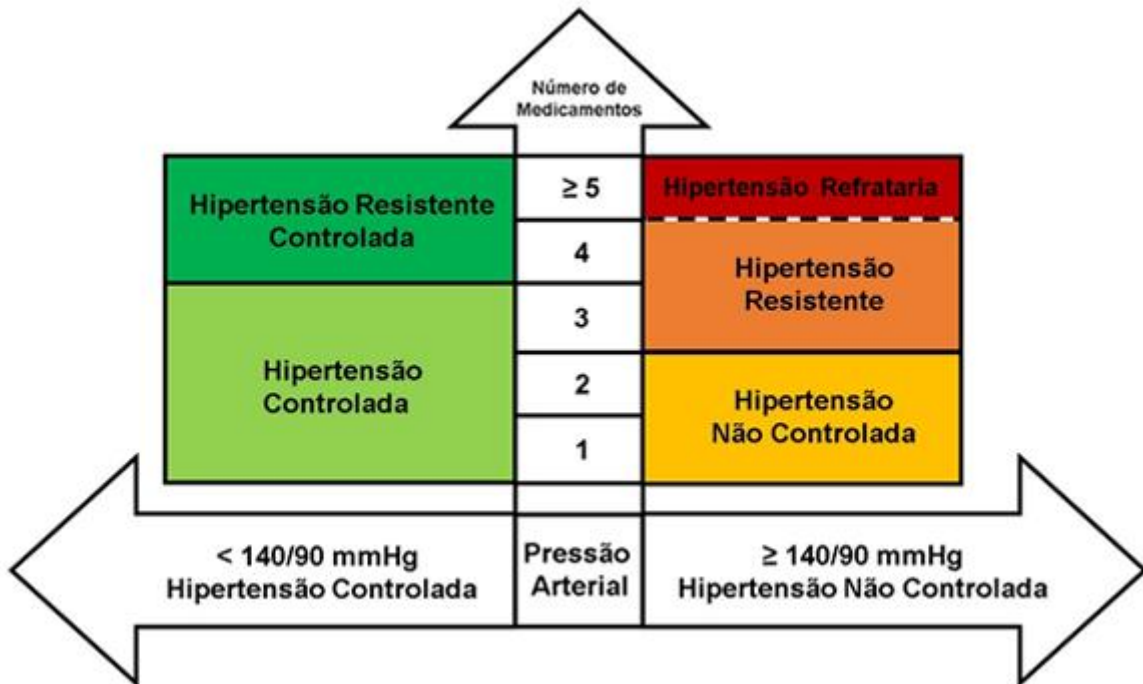 Número de
Medicamentos
Hipertensão Resistente
Controlada
≥ 5
Hipertensão Refrataria
4
Hipertensão
Resistente
3
Hipertensão
Controlada
2
Hipertensão
Não Controlada
1
< 140/90 mmHg
Hipertensão Controlada
Pressão
Arterial
≥ 140/90 mmHg
Hipertensão Não Controlada